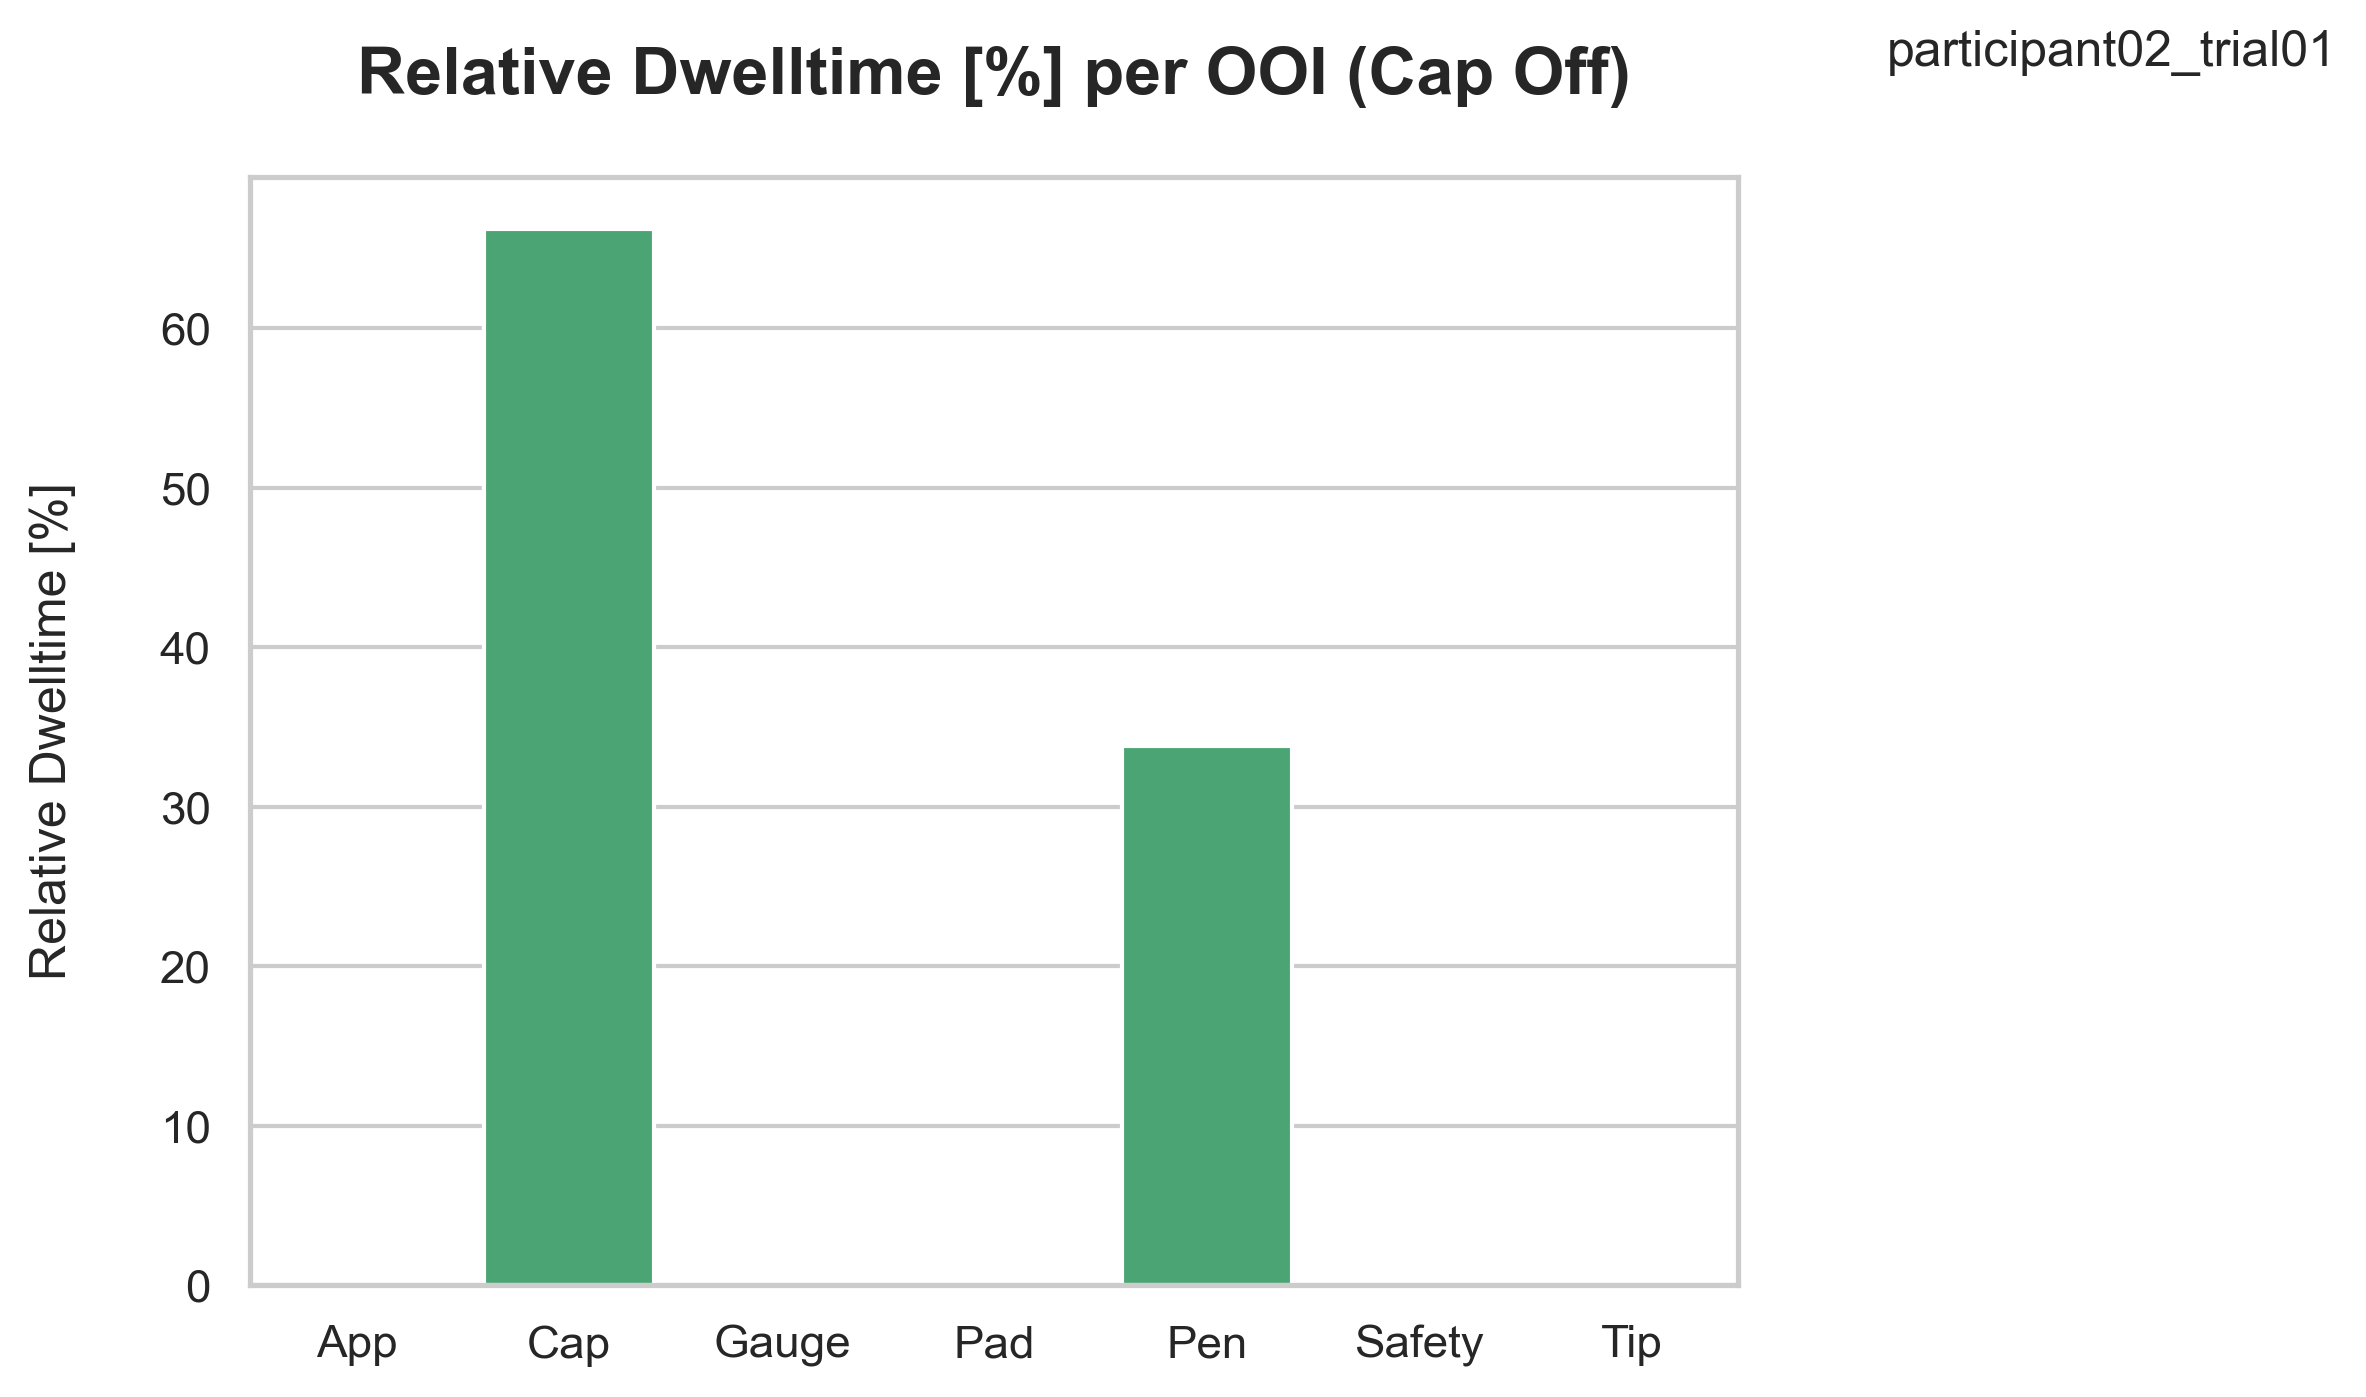 Relative Dwelltime [%] per OOI (Cap Off)
participant02_trial01
Relative Dwelltime [%]
60
50
40
30
20
10
0
App Cap Gauge Pad Pen Safety Tip